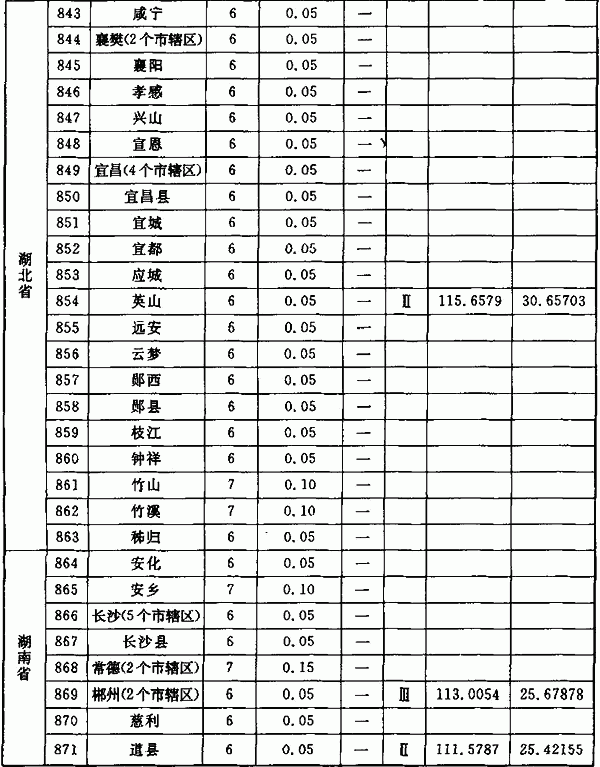 湖北省
843 咸宁 6 0.05 一
844 襄樊(2个市辖区) 6 0.05 一
845 襄阳 6 0.05 一
846 孝感 6 0.05 一
847 兴山 6 0.05 一
848 宣恩 6 0.05 一
849 宜昌(4个市辖区) 6 0.05 一
850 宜昌县 6 0.05 一
851 宜城 6 0.05 一
852 宜都 6 0.05 一
853 应城 6 0.05 一
854 英山 6 0.05 一 Ⅱ 115.6579 30.65703
855 远安 6 0.05 一
856 云梦 6 0.05 一
857 郧西 6 0.05 一
858 郧县 6 0.05 一
859 枝江 6 0.05 一
860 钟祥 6 0.05 一
861 竹山 7 0.10 一
862 竹溪 7 0.10 一
863 秭归 6 0.05 一
湖南省
864 安化 6 0.05 一
865 安乡 7 0.10 一
866 长沙(5个市辖区) 6 0.05 一
867 长沙县 6 0.05 一
868 常德(2个市辖区) 7 0.15 一
869 郴州(2个市辖区) 6 0.05 一 Ⅲ 113.0054 25.67878
870 慈利 6 0.05 一
871 道县 6 0.05 一 Ⅱ 111.5787 25.42155